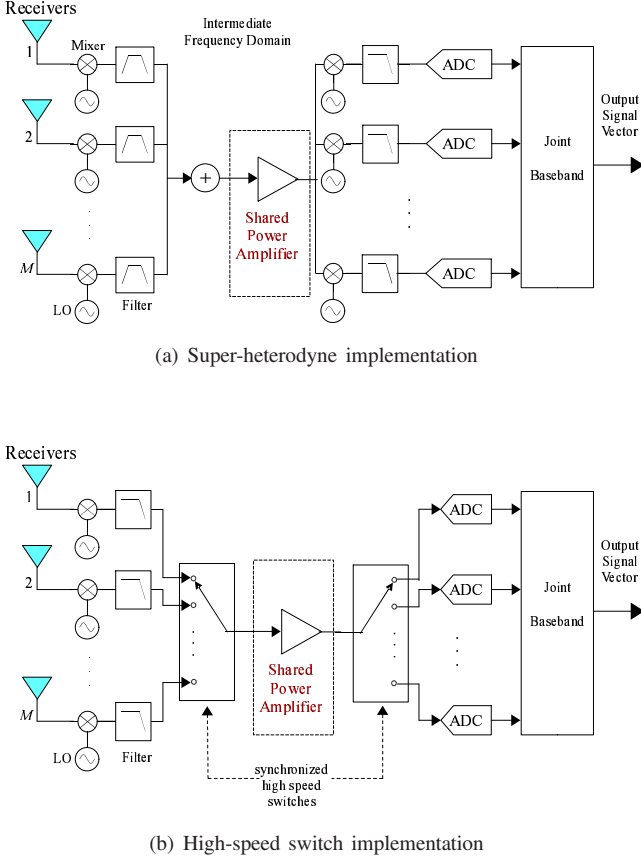 Receivers
Intermediate
Frequency Domain
1
Mixer
ADC
2
ADC
Joint
Baseband
Output
Signal
Vector
+
Shared
Power
Amplifier
. . .
M
ADC
LO
Filter
(a) Super-heterodyne implementation
Receivers
1
ADC
2
ADC
Joint
Baseband
Output
Signal
Vector
Shared
Power
Amplifier
M
ADC
LO
Filter
synchronized
high speed
switches
(b) High-speed switch implementation